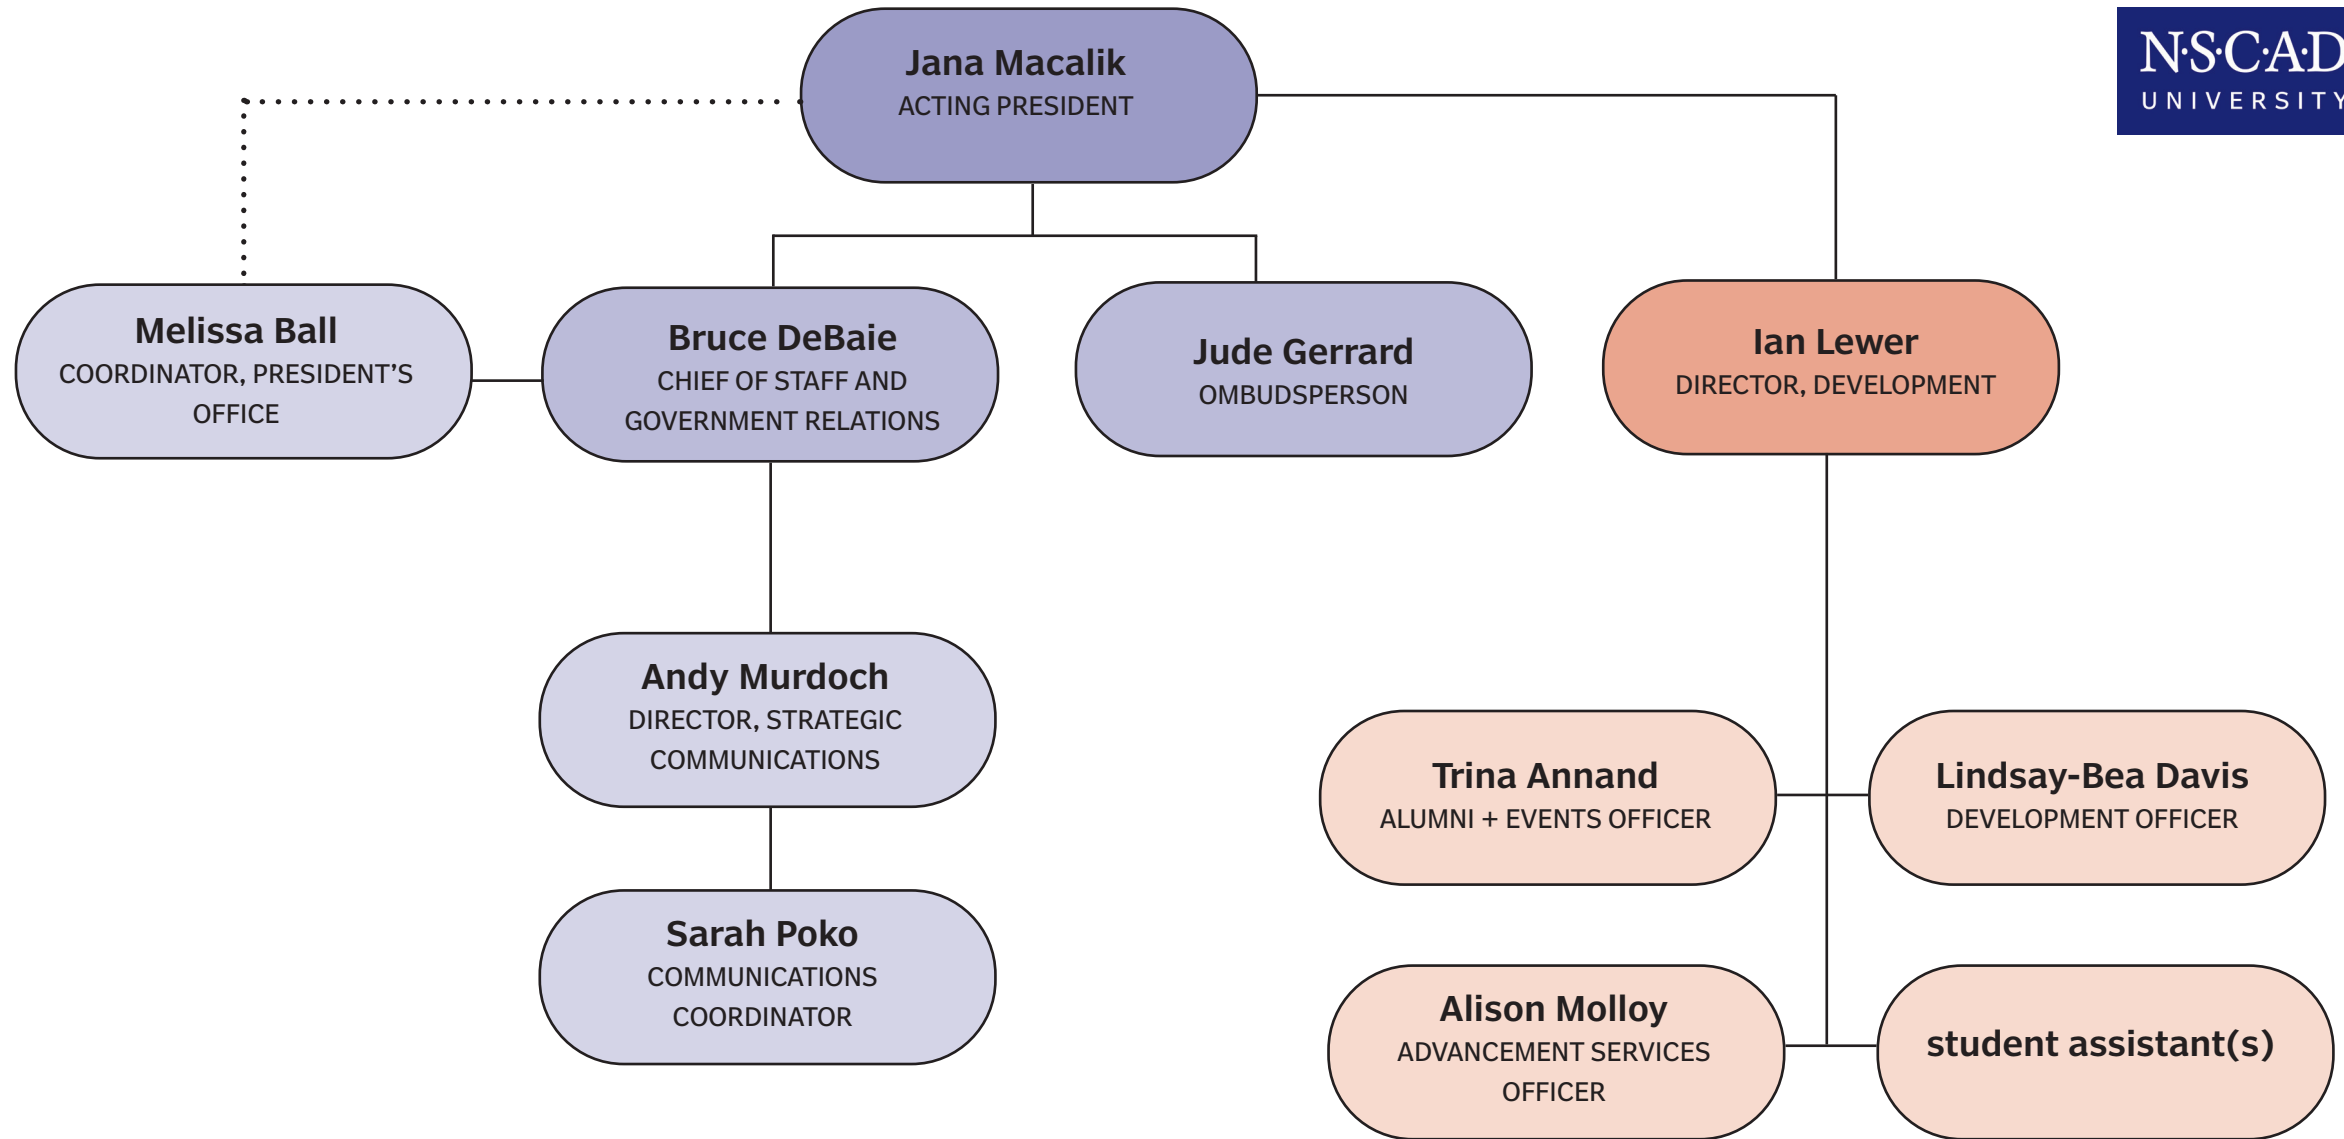 Jana Macalik
ACTING PRESIDENT
N·S·C·A·D
UNIVERSITY
Melissa Ball
COORDINATOR, PRESIDENT’S
OFFICE
Bruce DeBaie
CHIEF OF STAFF AND
GOVERNMENT RELATIONS
Jude Gerrard
OMBUDSPERSON
Ian Lewer
DIRECTOR, DEVELOPMENT
Andy Murdoch
DIRECTOR, STRATEGIC
COMMUNICATIONS
Trina Annand
ALUMNI + EVENTS OFFICER
Lindsay-Bea Davis
DEVELOPMENT OFFICER
Sarah Poko
COMMUNICATIONS
COORDINATOR
Alison Molloy
ADVANCEMENT SERVICES
OFFICER
student assistant(s)